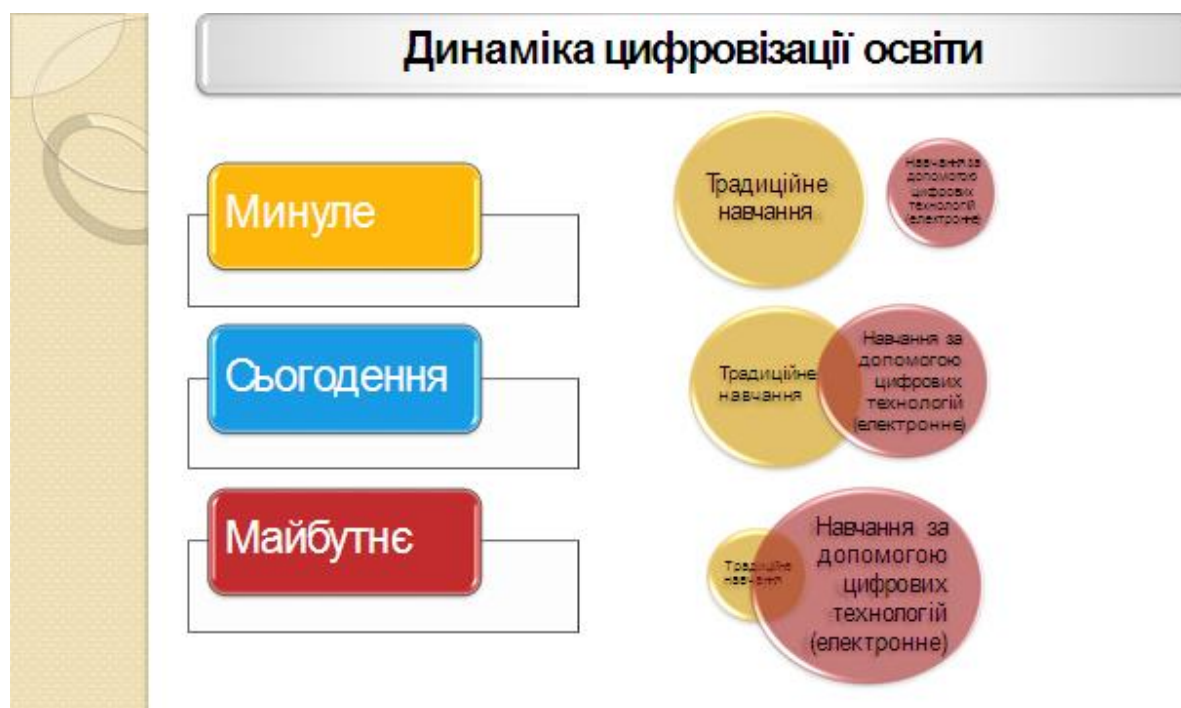 Динаміка цифровізації освіти
Минуле
Традиційне
навчання
Навчання за
допомогою
цифрових
технологій
(електронне)
Сьогодення
Традиційне
навчання
Навчання за
допомогою
цифрових
технологій
(електронне)
Майбутнє
Традиційне
навчання
Навчання за
допомогою
цифрових
технологій
(електронне)